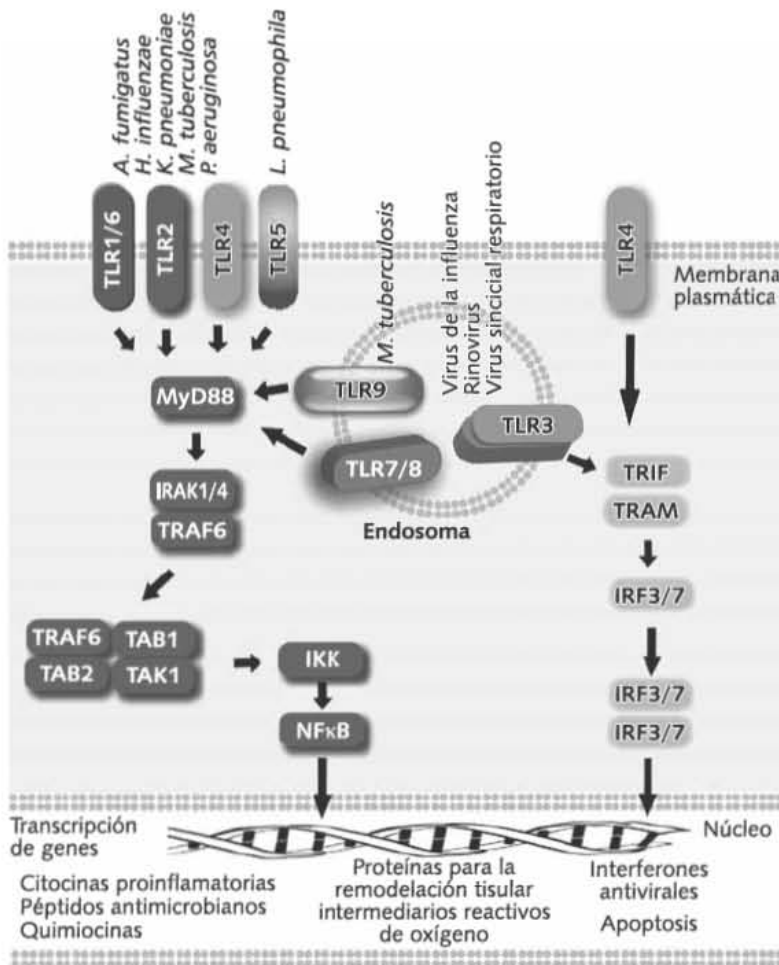 A. fumigatus
H. influenzae
K. pneumoniae
M. tuberculosis
P. aeruginosa
L. pneumophila
TLR1/6
TLR2
TLR4
TLR5
M. tuberculosis
Virus de la influenza
Rinovirus
Virus sincicial respiratorio
TLR4
Membrana
plasmática
MyD88
TLR9
TLR7/8
TLR3
Endosoma
IRAK1/4
TRAF6
TRIF
TRAM
IRF3/7
TRAF6
TAB1
TAB2
TAK1
IKK
NFκB
IRF3/7
IRF3/7
Transcripción
de genes
Núcleo
Citocinas proinflamatorias
Péptidos antimicrobianos
Quimiocinas
Proteínas para la
remodelación tisular
intermediarios reactivos
de oxígeno
Interferones
antivirales
Apoptosis